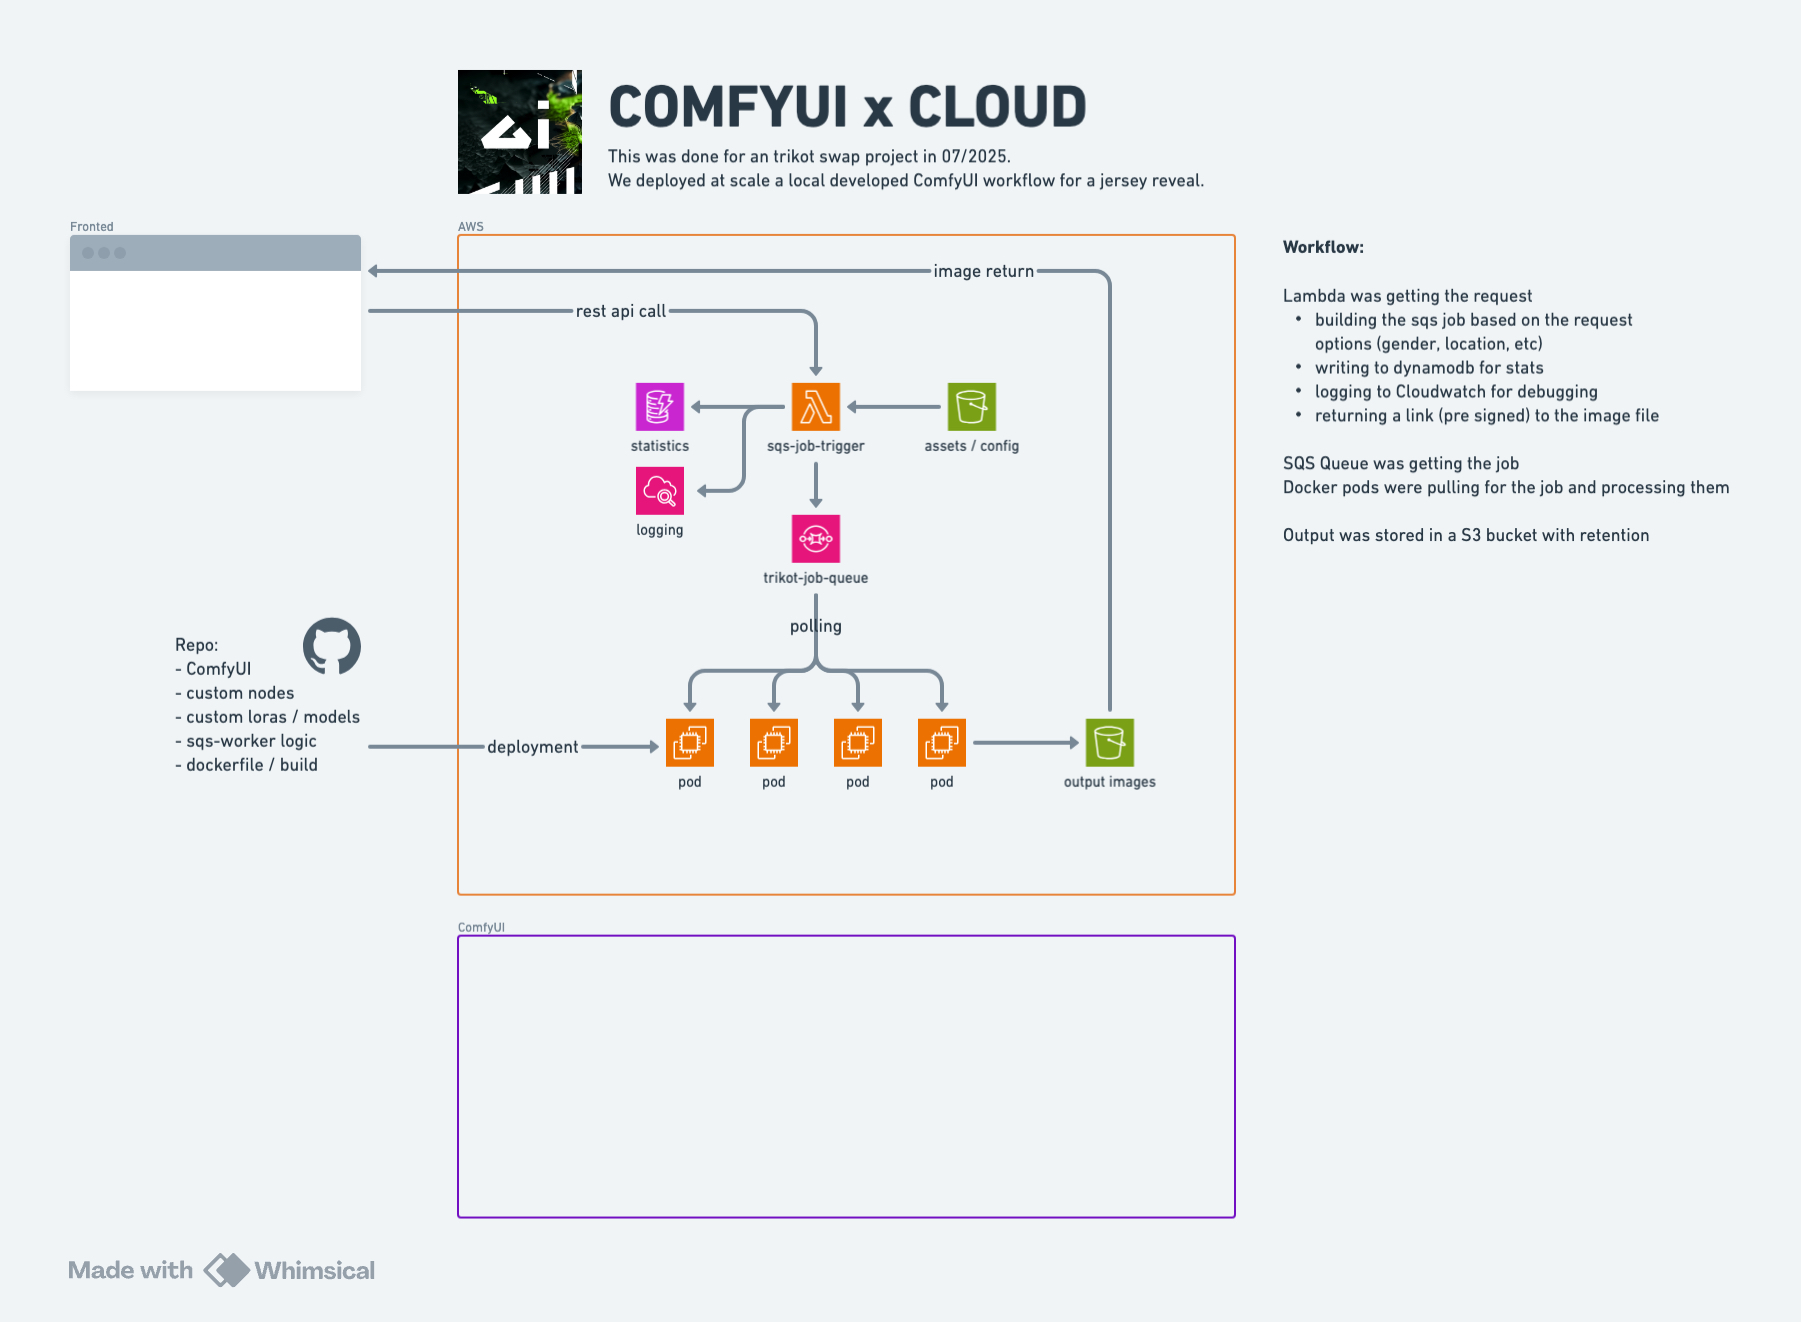 COMFYUI x CLOUD
This was done for an trikot swap project in 07/2025.
We deployed at scale a local developed ComfyUI workflow for a jersey reveal.
Fronted
AWS
image return
rest api call
statistics
sqs-job-trigger
assets / config
logging
trikot-job-queue
polling
Repo:
- ComfyUI
- custom nodes
- custom loras / models
- sqs-worker logic
- dockerfile / build
deployment
pod
pod
pod
pod
output images
Workflow:
Lambda was getting the request
• building the sqs job based on the request
options (gender, location, etc)
• writing to dynamodb for stats
• logging to Cloudwatch for debugging
• returning a link (pre signed) to the image file
SQS Queue was getting the job
Docker pods were pulling for the job and processing them
Output was stored in a S3 bucket with retention
ComfyUI
Made with Whimsical